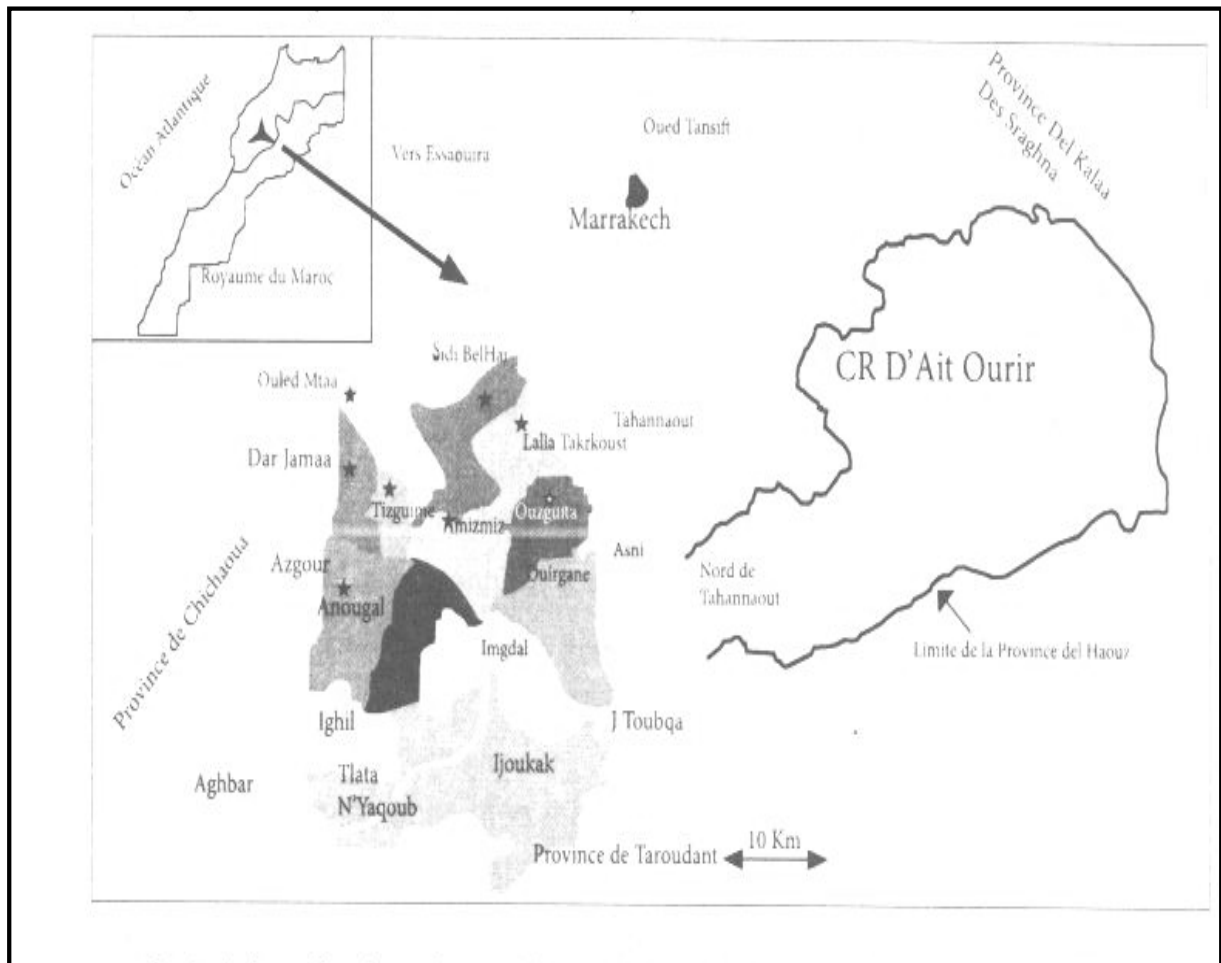 Océan Atlantique
Royaume du Maroc
Vers Essaouira
Oued Tansift
Province Del Kalaa
Des Sraghna
Marrakech
CR D'Ait Ourir
Sidi BelHaj
Ouled Mtaa
Tahannaout
Lalla Takrkoust
Dar Jamaa
Tizguime
Amizmiz
Ouzguita
Asni
Azgour
Ouirgane
Nord de
Tahannaout
Anougal
Province de Chichaoua
Imgdal
Limite de la Province del Haouz
Ighil
J Toubqa
Ijoukak
Aghbar
Tlata
N'Yaqoub
10 Km
Province de Taroudant